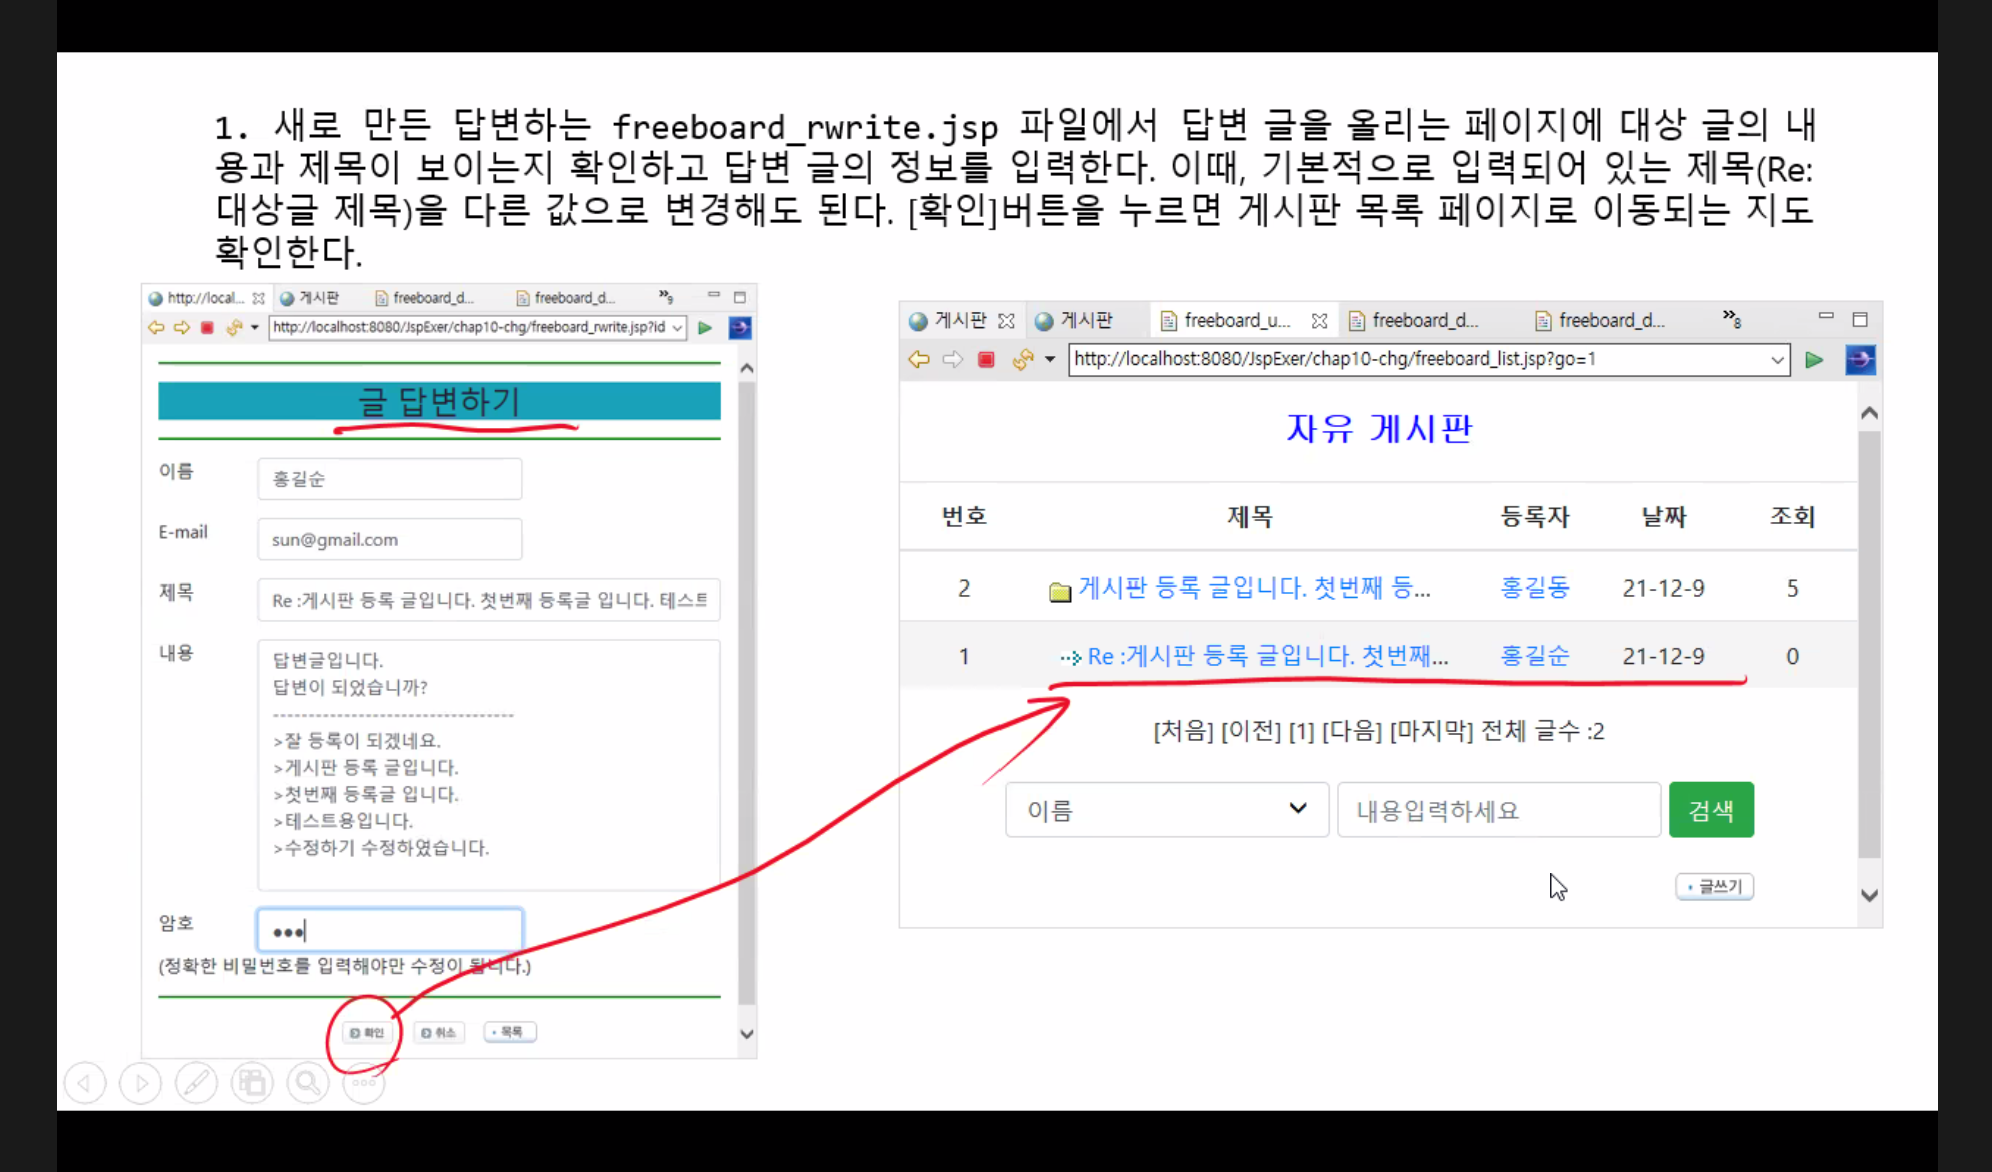 1. 새로 만든 답변하는 freeboard_rwrite.jsp 파일에서 답변 글을 올리는 페이지에 대상 글의 내
용과 제목이 보이는지 확인하고 답변 글의 정보를 입력한다. 이때, 기본적으로 입력되어 있는 제목(Re:
대상글 제목)을 다른 값으로 변경해도 된다. [확인]버튼을 누르면 게시판 목록 페이지로 이동되는 지도
확인한다.
http://local... 게시판 freeboard_d... freeboard_d... »9
http://localhost:8080/JspExer/chap10-chg/freeboard_rwrite.jsp?id
글 답변하기
이름 홍길순
E-mail sun@gmail.com
제목 Re :게시판 등록 글입니다. 첫번째 등록글 입니다. 테스트
내용
답변글입니다.
답변이 되었습니까?
----------------------------------
>잘 등록이 되겠네요.
>게시판 등록 글입니다.
>첫번째 등록글 입니다.
>테스트용입니다.
>수정하기 수정하였습니다.
암호 •••
(정확한 비밀번호를 입력해야만 수정이 됩니다.)
확인 취소 목록
게시판 게시판 freeboard_u... freeboard_d... freeboard_d... »8
http://localhost:8080/JspExer/chap10-chg/freeboard_list.jsp?go=1
자유 게시판
번호 제목 등록자 날짜 조회
2 게시판 등록 글입니다. 첫번째 등... 홍길동 21-12-9 5
1 Re :게시판 등록 글입니다. 첫번째... 홍길순 21-12-9 0
[처음] [이전] [1] [다음] [마지막] 전체 글수 :2
이름 내용입력하세요 검색
글쓰기